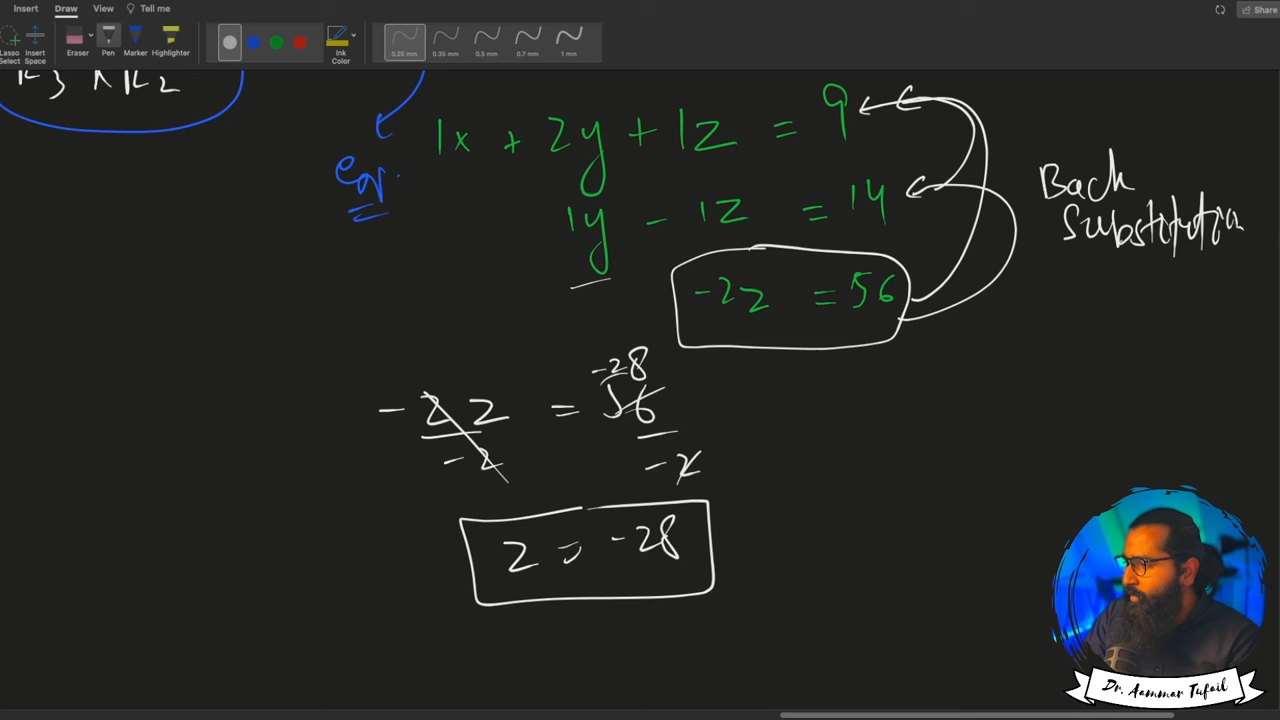 Insert Draw View Tell me
Share
Lasso Select Insert Space Eraser Pen Marker Highlighter Ink Color 0.25 mm 0.35 mm 0.5 mm 0.7 mm 1 mm
1x + 2y + 1z = 9
eq.
1y - 1z = 14
-2z = 56
Back
Substitution
-28
-2z = 56
-2 -2
z = -28
Dr. Aammar Tufail